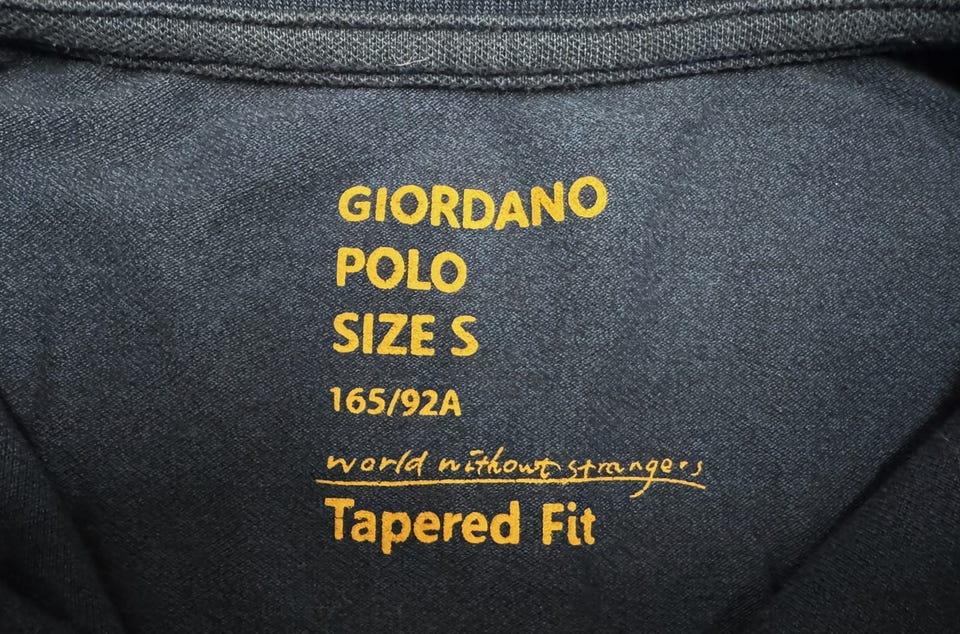 GIORDANO
POLO
SIZE S
165/92A
world without strangers
Tapered Fit